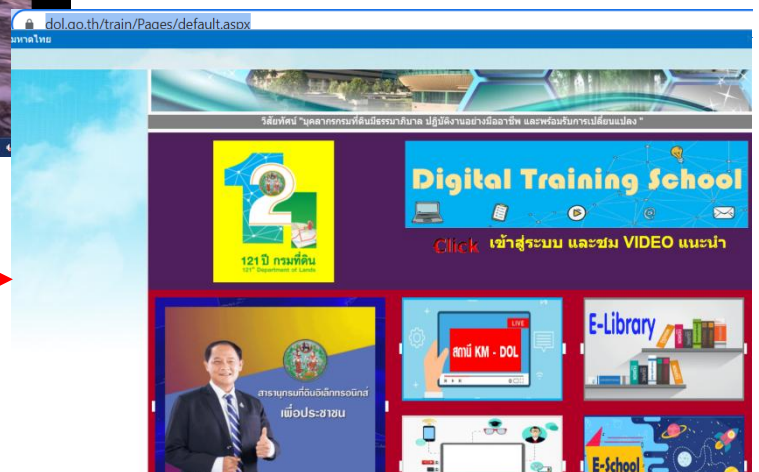 dol.go.th/train/Pages/default.aspx
มหาดไทย
วิสัยทัศน์ "บุคลากรกรมที่ดินมีธรรมาภิบาล ปฏิบัติงานอย่างมืออาชีพ และพร้อมรับการเปลี่ยนแปลง "
121 ปี กรมที่ดิน
121st Department of Lands
Digital Training School
Click เข้าสู่ระบบ และชม VIDEO แนะนำ
สารานุกรมที่ดินอิเล็กทรอนิกส์
เพื่อประชาชน
LIVE
สถานี KM - DOL
E-Library
E-School